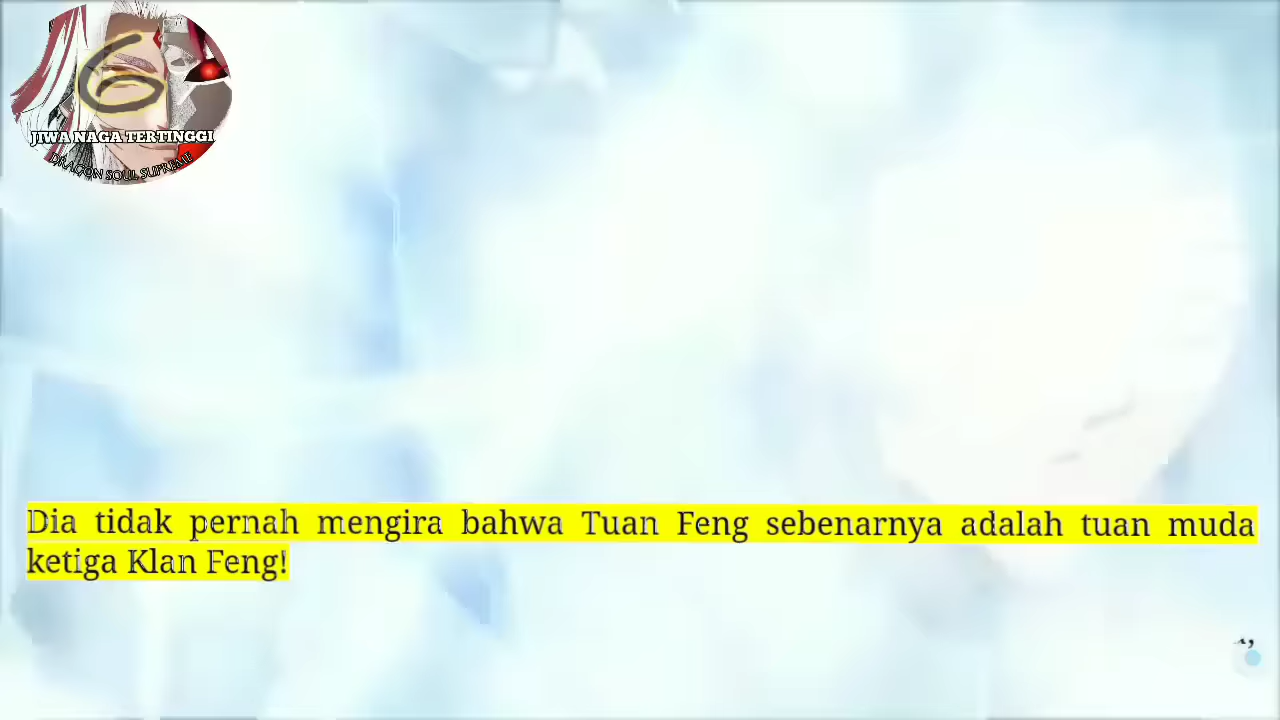 6
JIWA NAGA TERTINGGI
DRAGON SOUL SUPREME
Dia tidak pernah mengira bahwa Tuan Feng sebenarnya adalah tuan muda
ketiga Klan Feng!